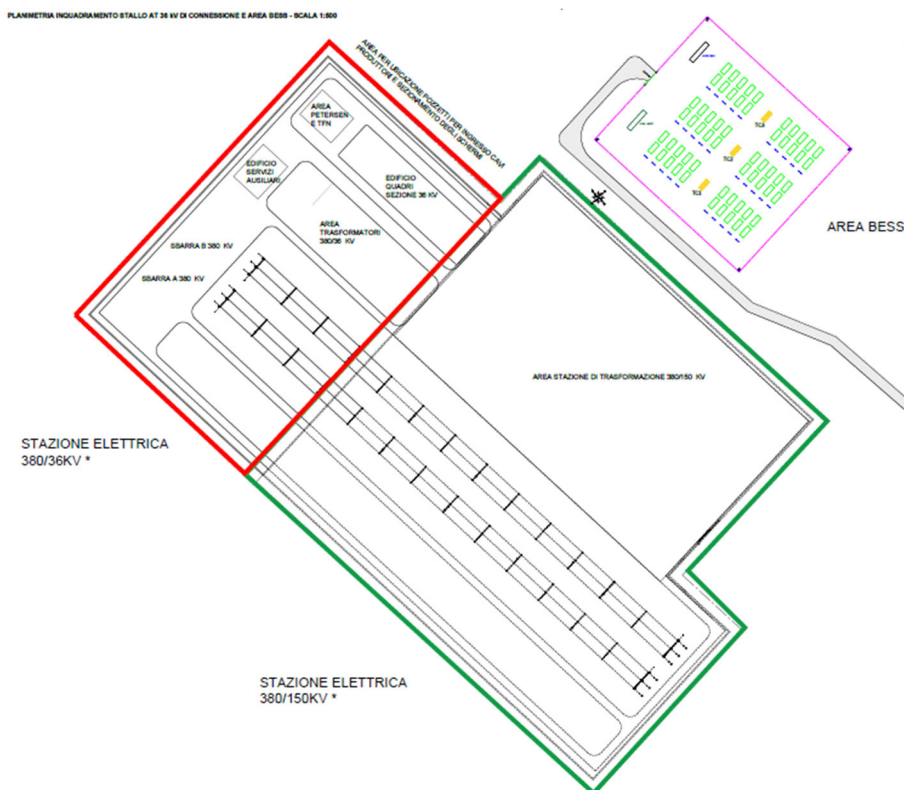 PLANIMETRIA INQUADRAMENTO STALLO AT 36 kV DI CONNESSIONE E AREA BESS - SCALA 1:500
AREA PER UBICAZIONE POZZETTI PER INGRESSO CAVI
PRODUTTORI E SEZIONAMENTO DEGLI SCHERMI
AREA
PETERSEN
E TFN
EDIFICIO
SERVIZI
AUSILIARI
EDIFICIO
QUADRI
SEZIONE 36 KV
AREA
TRASFORMATORI
380/36 KV
SBARRA B 380 KV
SBARRA A 380 KV
TC3
TC2
TC1
AREA BESS
AREA STAZIONE DI TRASFORMAZIONE 380/150 KV
STAZIONE ELETTRICA
380/36KV *
STAZIONE ELETTRICA
380/150KV *